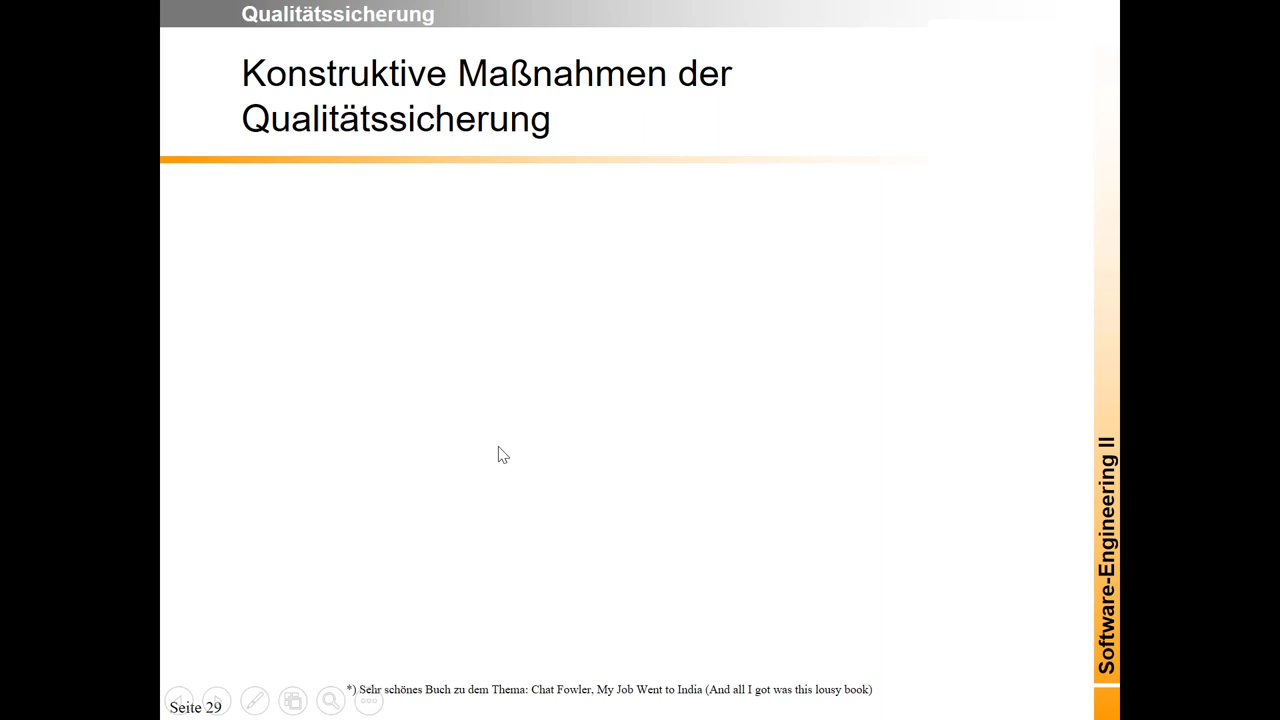 Qualitätssicherung
Konstruktive Maßnahmen der
Qualitätssicherung
Software-Engineering II
*) Sehr schönes Buch zu dem Thema: Chat Fowler, My Job Went to India (And all I got was this lousy book)
Seite 29